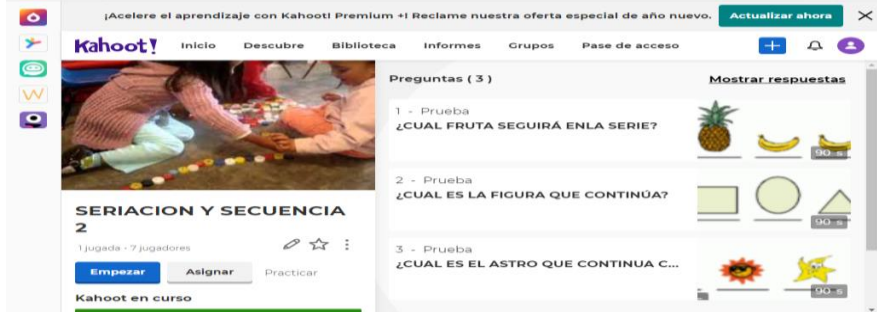 ¡Acelere el aprendizaje con Kahoot! Premium +! Reclame nuestra oferta especial de año nuevo. Actualizar ahora
Kahoot! Inicio Descubre Biblioteca Informes Grupos Pase de acceso
Preguntas ( 3 ) Mostrar respuestas
1 - Prueba
¿CUAL FRUTA SEGUIRÁ ENLA SERIE?
90 s
2 - Prueba
¿CUAL ES LA FIGURA QUE CONTINÚA?
90 s
3 - Prueba
¿CUAL ES EL ASTRO QUE CONTINUA C...
90 s
SERIACION Y SECUENCIA
2
1 jugada - 7 jugadores
Empezar Asignar Practicar
Kahoot en curso